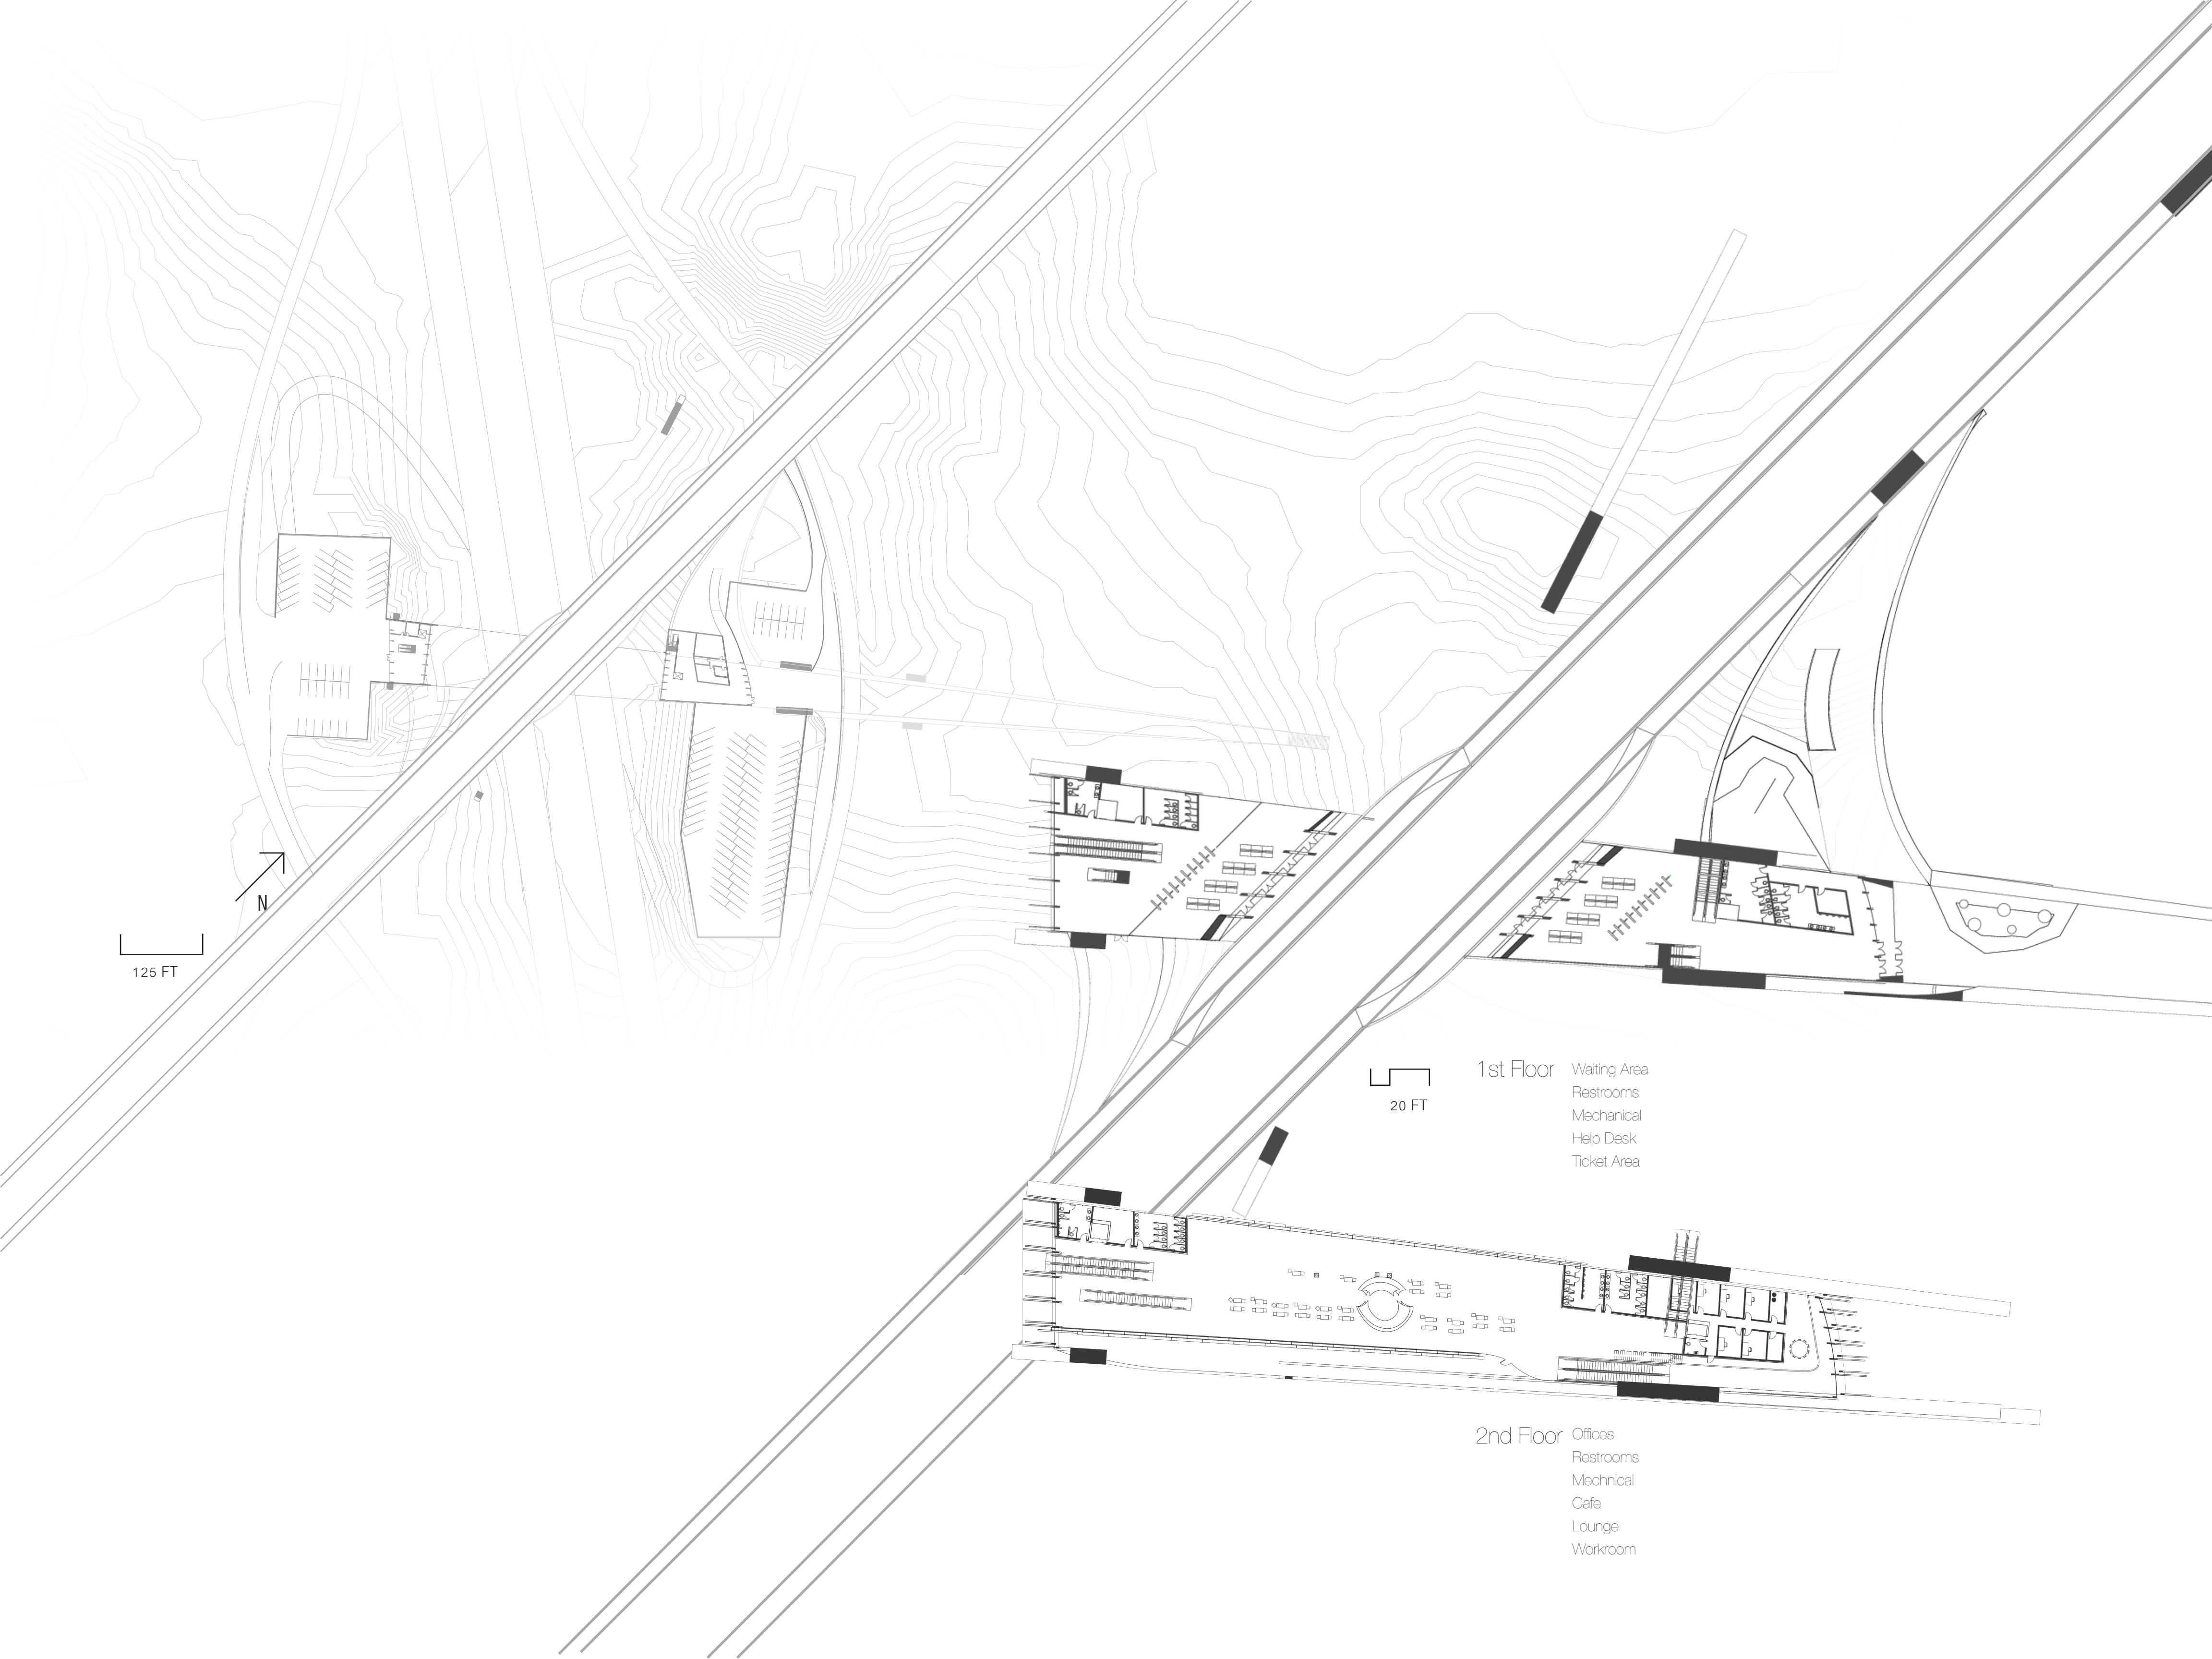 N
125 FT
20 FT
1st Floor
Waiting Area
Restrooms
Mechanical
Help Desk
Ticket Area
2nd Floor
Offices
Restrooms
Mechnical
Cafe
Lounge
Workroom